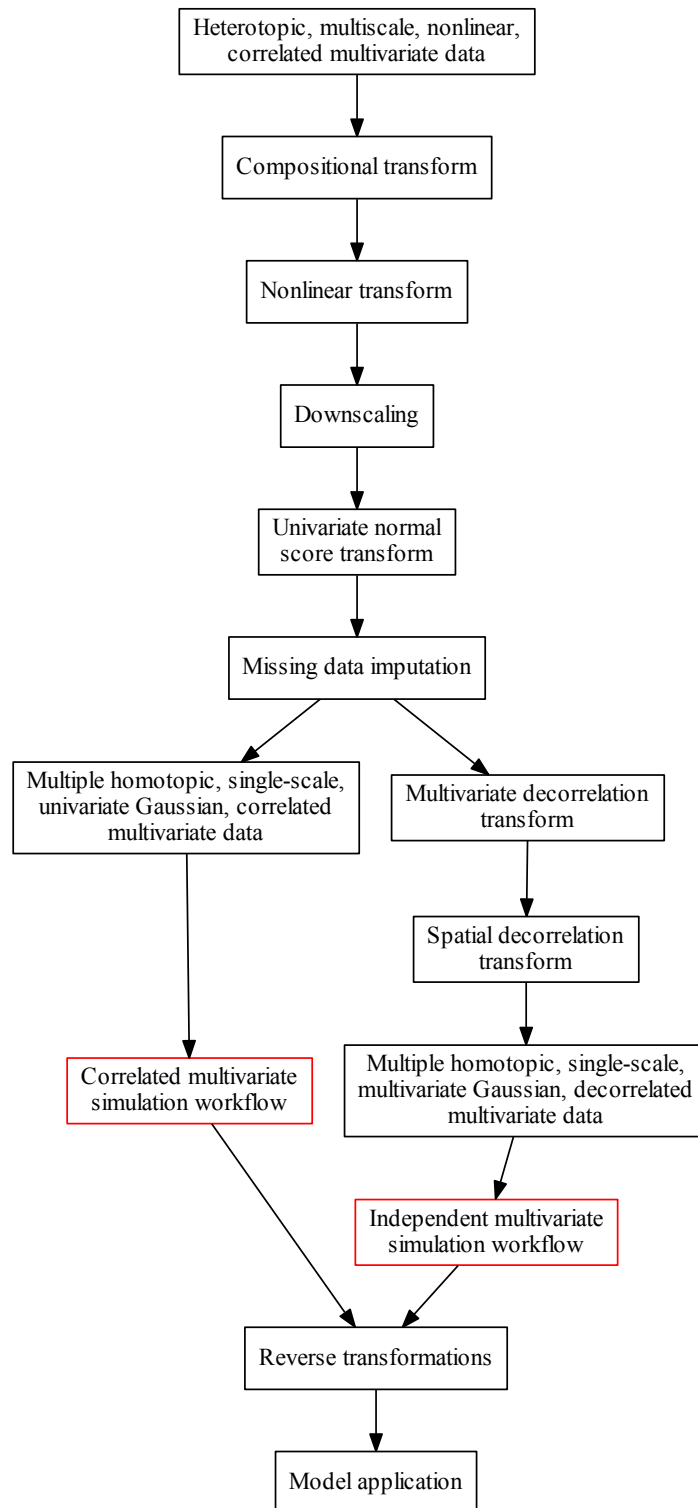 Heterotopic, multiscale, nonlinear,
correlated multivariate data
Compositional transform
Nonlinear transform
Downscaling
Univariate normal
score transform
Missing data imputation
Multiple homotopic, single-scale,
univariate Gaussian, correlated
multivariate data
Multivariate decorrelation
transform
Spatial decorrelation
transform
Correlated multivariate
simulation workflow
Multiple homotopic, single-scale,
multivariate Gaussian, decorrelated
multivariate data
Independent multivariate
simulation workflow
Reverse transformations
Model application